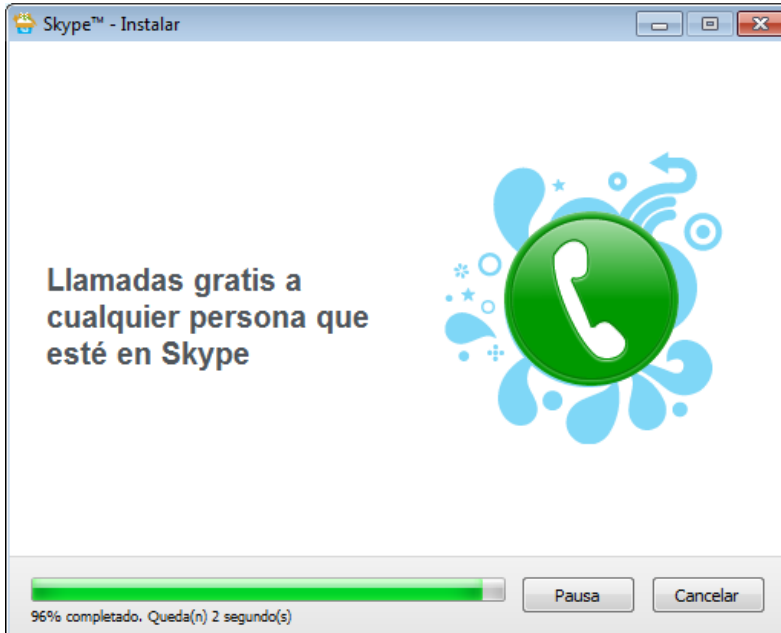 Skype™ - Instalar
Llamadas gratis a
cualquier persona que
esté en Skype
Pausa
Cancelar
96% completado. Queda(n) 2 segundo(s)